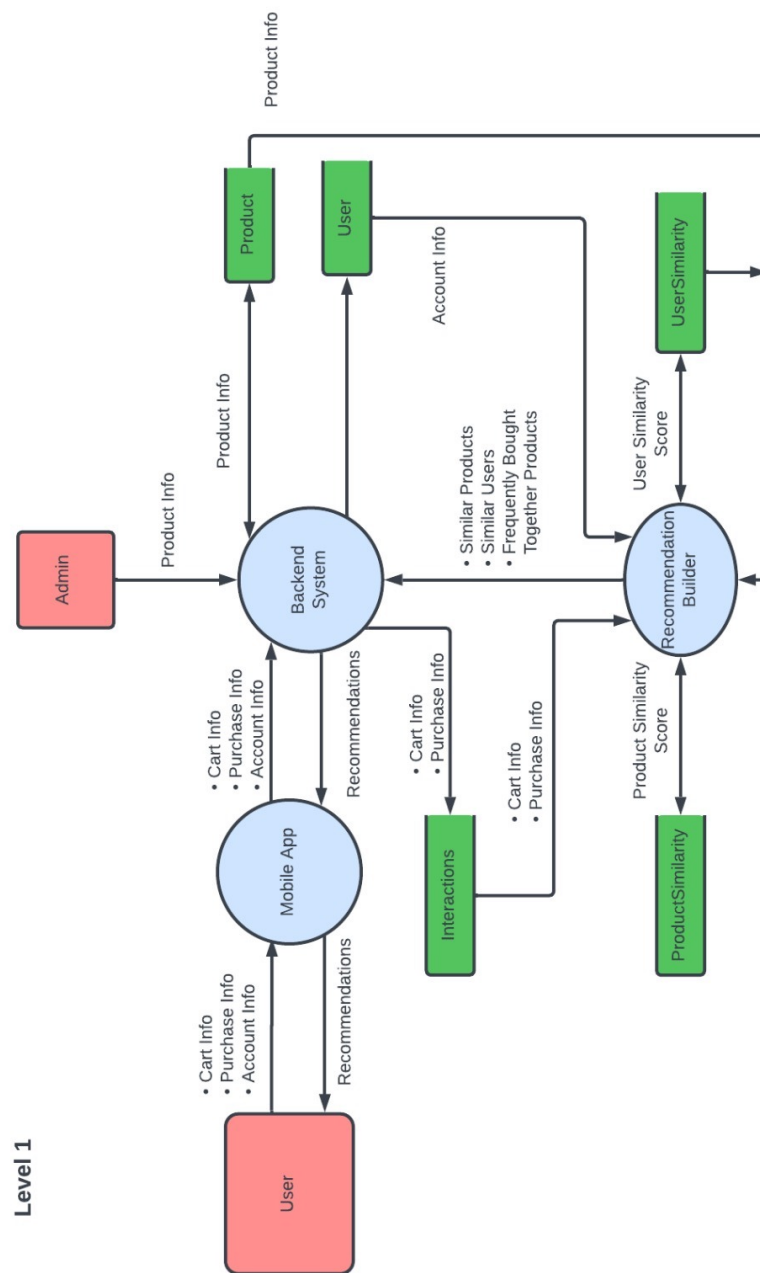 Level 1
Admin
Product Info
User
• Cart Info
• Purchase Info
• Account Info
Recommendations
Mobile App
• Cart Info
• Purchase Info
• Account Info
Recommendations
Backend
System
Product Info
Product
Product Info
User
• Cart Info
• Purchase Info
Interactions
• Similar Products
• Similar Users
• Frequently Bought
Together Products
Account Info
• Cart Info
• Purchase Info
ProductSimilarity
Product Similarity
Score
Recommendation
Builder
User Similarity
Score
UserSimilarity